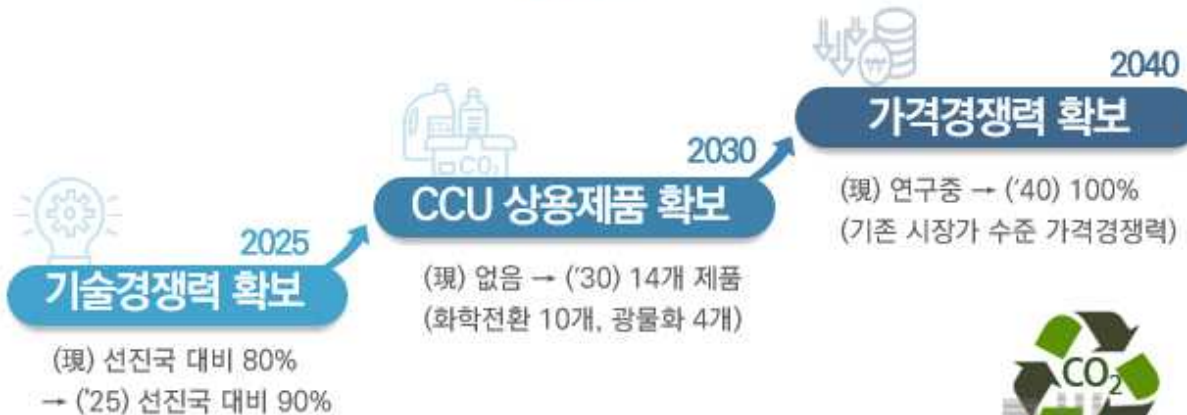 2025
기술경쟁력 확보
(現) 선진국 대비 80%
→ ('25) 선진국 대비 90%
CO₂
2030
CCU 상용제품 확보
(現) 없음 → ('30) 14개 제품
(화학전환 10개, 광물화 4개)
₩
2040
가격경쟁력 확보
(現) 연구중 → ('40) 100%
(기존 시장가 수준 가격경쟁력)
CO₂